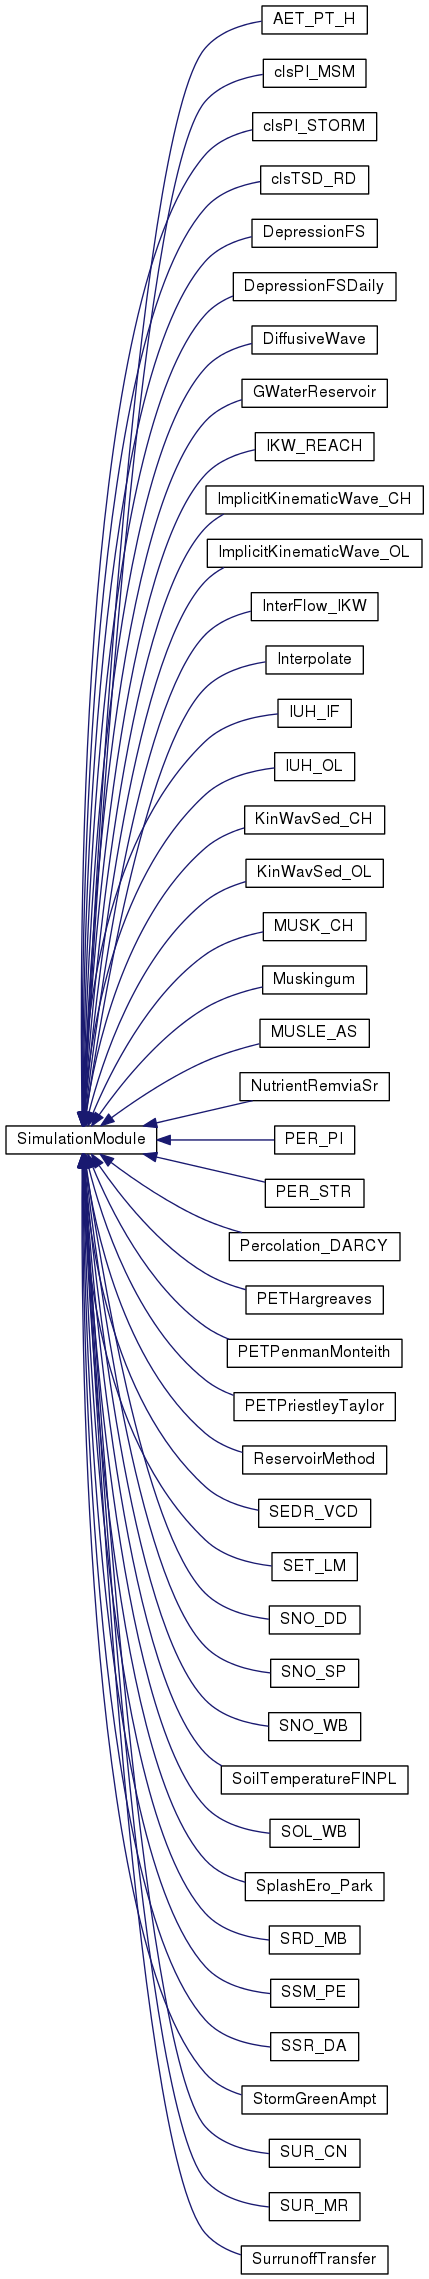 AET_PT_H
clsPI_MSM
clsPI_STORM
clsTSD_RD
DepressionFS
DepressionFSDaily
DiffusiveWave
GWaterReservoir
IKW_REACH
ImplicitKinematicWave_CH
ImplicitKinematicWave_OL
InterFlow_IKW
Interpolate
IUH_IF
IUH_OL
KinWavSed_CH
KinWavSed_OL
MUSK_CH
Muskingum
MUSLE_AS
NutrientRemviaSr
SimulationModule
PER_PI
PER_STR
Percolation_DARCY
PETHargreaves
PETPenmanMonteith
PETPriestleyTaylor
ReservoirMethod
SEDR_VCD
SET_LM
SNO_DD
SNO_SP
SNO_WB
SoilTemperatureFINPL
SOL_WB
SplashEro_Park
SRD_MB
SSM_PE
SSR_DA
StormGreenAmpt
SUR_CN
SUR_MR
SurrunoffTransfer